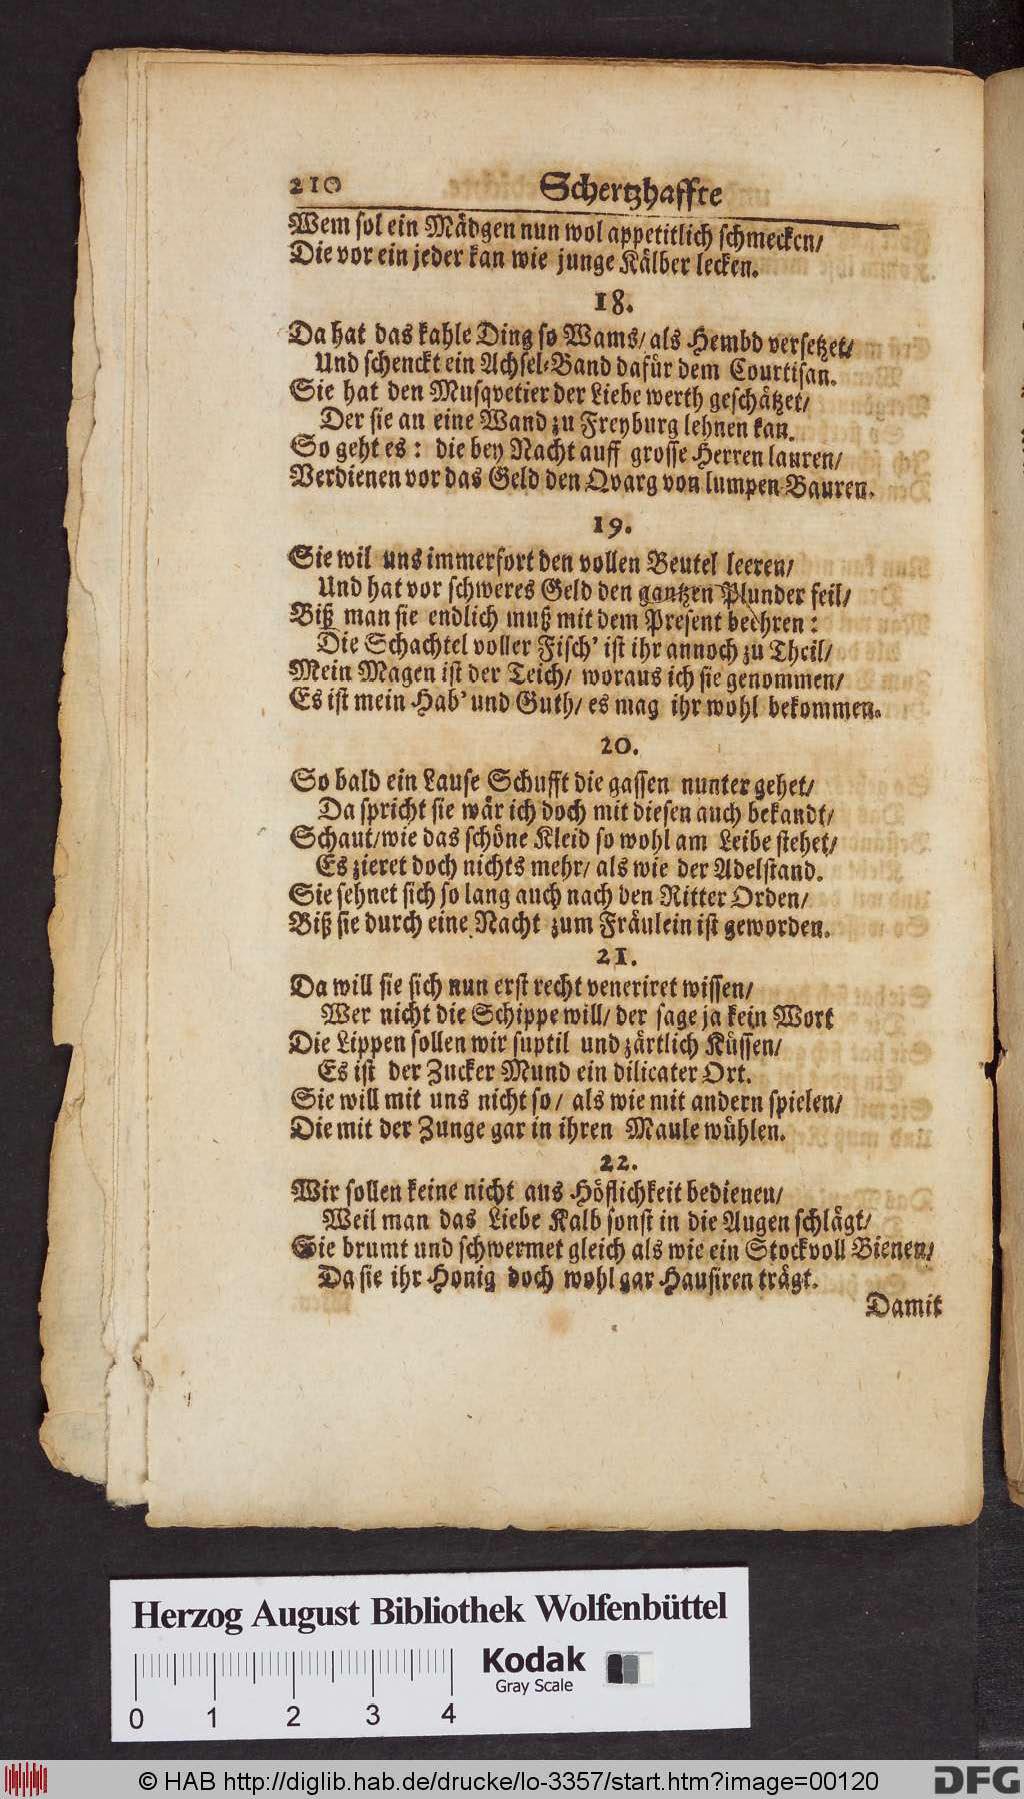 210 Schertzhaffte
Wem sol ein Mädgen nun wol appetitlich schmecken/
Die vor ein jeder kan wie junge Kälber lecken.
18.
Da hat das kahle Ding so Wams/ als Hembd versetzet/
Und schenckt ein Achsel-Band dafür dem Courtisan.
Sie hat den Musqvetier der Liebe werth geschätzet/
Der sie an eine Wand zu Freyburg lehnen kan.
So geht es: die bey Nacht auff grosse Herren lauren/
Verdienen vor das Geld den Qvarg von lumpen Bauren.
19.
Sie wil uns immerfort den vollen Beutel leeren/
Und hat vor schweres Geld den gantzen Plunder feil/
Biß man sie endlich muß mit dem Present beehren:
Die Schachtel voller Fisch' ist ihr annoch zu Theil/
Mein Magen ist der Teich/ woraus ich sie genommen/
Es ist mein Hab' und Guth/ es mag ihr wohl bekommen.
20.
So bald ein Lause Schufft die gassen nunter gehet/
Da spricht sie wär ich doch mit diesen auch bekandt/
Schaut/ wie das schöne Kleid so wohl am Leibe stehet/
Es zieret doch nichts mehr/ als wie der Adelstand.
Sie sehnet sich so lang auch nach den Ritter Orden/
Biß sie durch eine Nacht zum Fräulein ist geworden.
21.
Da will sie sich nun erst recht veneriret wissen/
Wer nicht die Schippe will/ der sage ja kein Wort
Die Lippen sollen wir suptil und zärtlich Küssen/
Es ist der Zucker Mund ein dilicater Ort.
Sie will mit uns nicht so/ als wie mit andern spielen/
Die mit der Zunge gar in ihren Maule wühlen.
22.
Wir sollen keine nicht aus Höflichkeit bedienen/
Weil man das Liebe Kalb sonst in die Augen schlägt/
Sie brumt und schwermet gleich als wie ein Stock voll Bienen/
Da sie ihr Honig doch wohl gar Hausiren trägt.
Damit
Herzog August Bibliothek Wolfenbüttel
Kodak
Gray Scale
0 1 2 3 4
© HAB http://diglib.hab.de/drucke/lo-3357/start.htm?image=00120
DFG